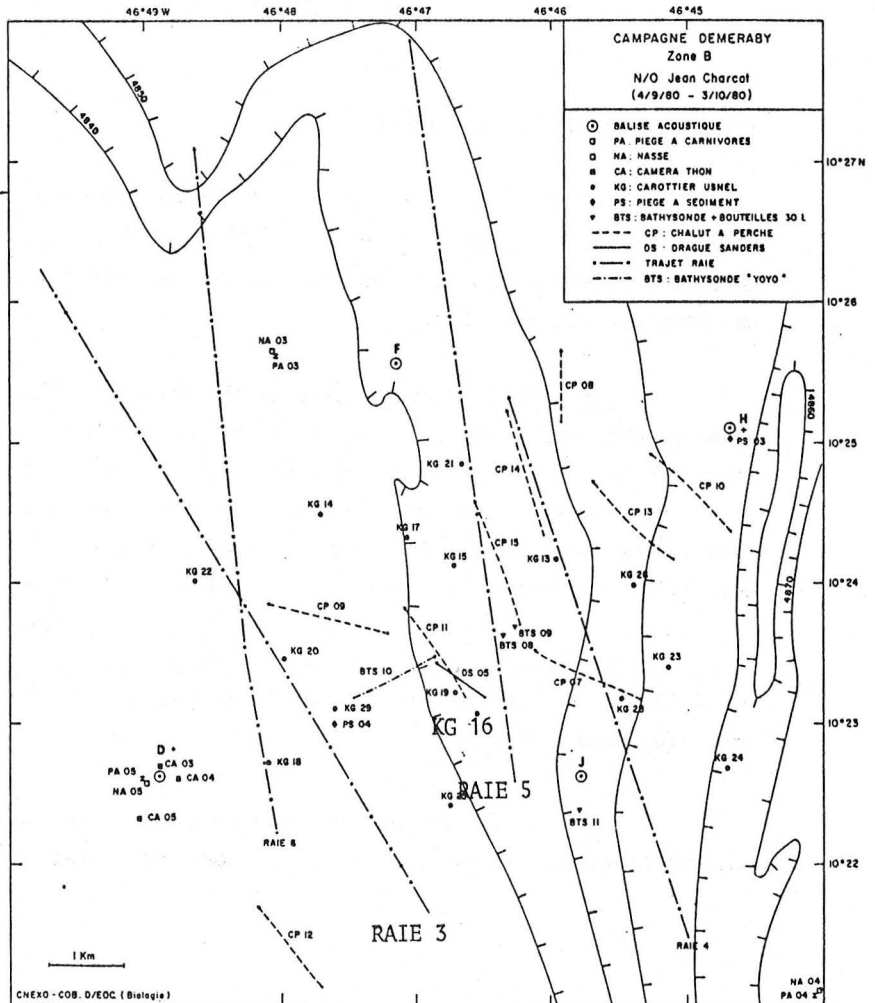 46°49 W
46°48
46°47
46°46
46°45
CAMPAGNE DEMERABY
Zone B
N/O Jean Charcot
(4/9/80 - 3/10/80)
BALISE ACOUSTIQUE
PA. PIEGE A CARNIVORES
NA: NASSE
CA: CAMERA THON
KG: CAROTTIER USNEL
PS: PIEGE A SEDIMENT
BTS: BATHYSONDE + BOUTEILLES 30 L
CP: CHALUT A PERCHE
DS - DRAGUE SANDERS
TRAJET RAIE
BTS: BATHYSONDE "YOYO"
4850
4840
10°27N
10°26
NA 03
PA 03
F
CP 08
4860
H
PS 03
10°25
KG 21
CP 14
CP 10
KG 14
CP 13
KG 17
CP 15
KG 15
KG 13
KG 22
KG 26
10°24
4870
CP 09
CP 11
BTS 09
BTS 08
KG 20
BTS 10
DS 05
KG 23
CP 07
KG 19
KG 28
KG 29
KG 16
PS 04
10°23
D
CA 03
KG 18
J
KG 24
PA 05
CA 04
NA 05
RAIE 5
CA 05
BTS 11
RAIE 6
10°22
RAIE 3
CP 12
RAIE 4
1 Km
NA 04
PA 04
CNEXO - COB. D/EOC. (Biologie)